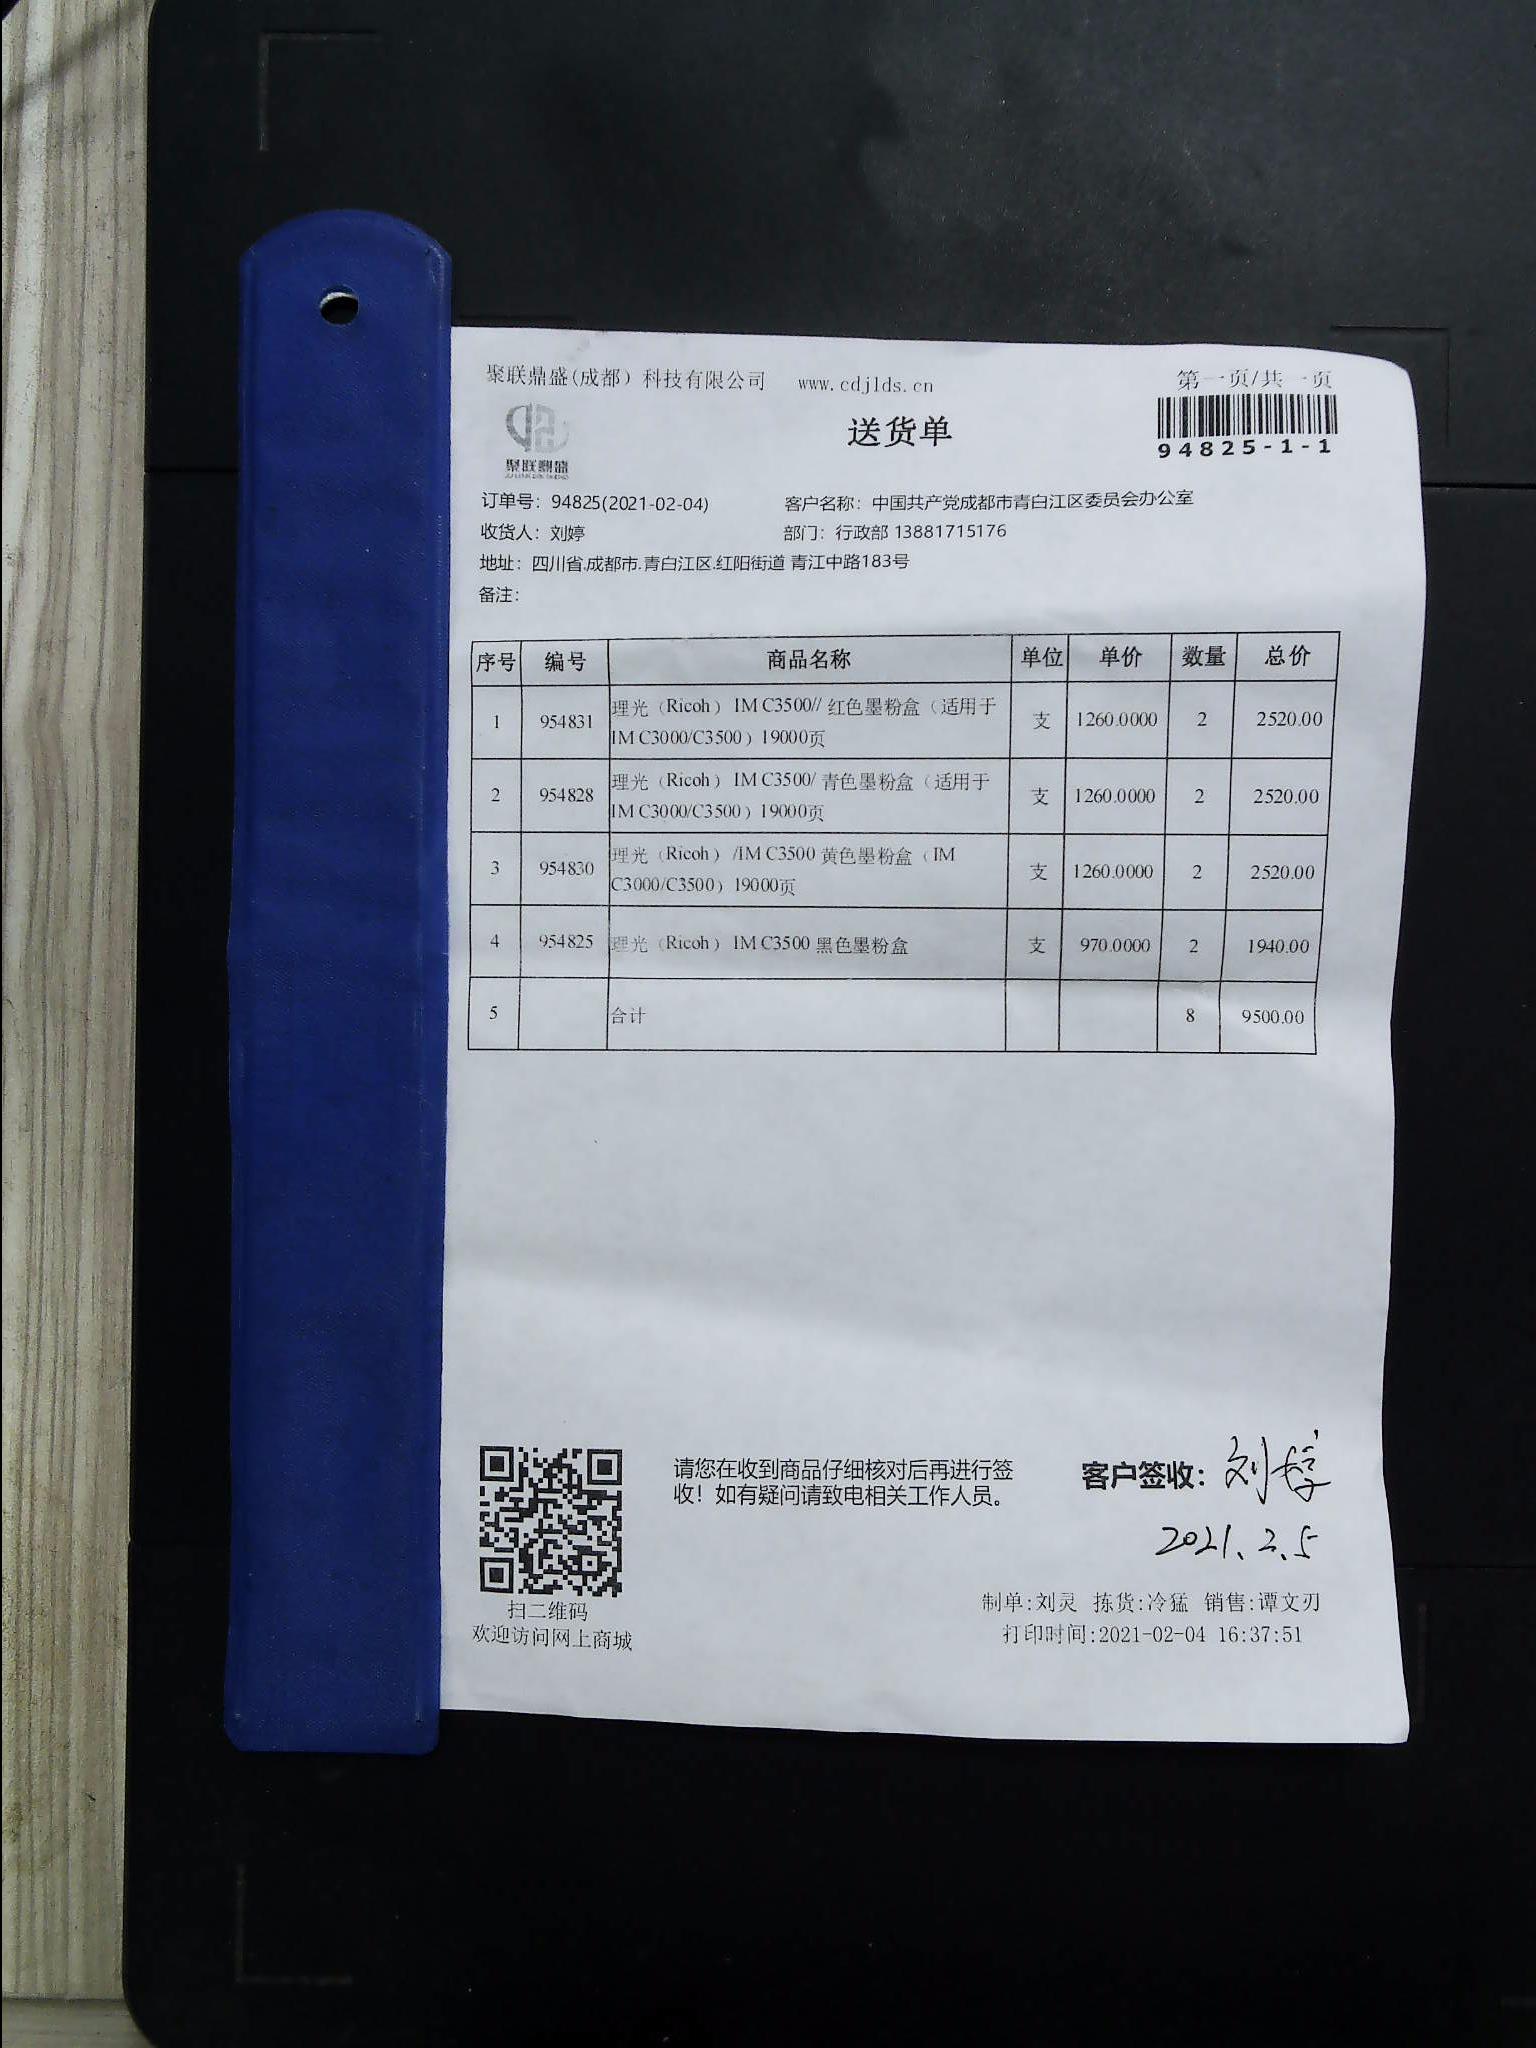 聚联鼎盛(成都）科技有限公司 www.cdjlds.cn
第一页/共一页
聚联鼎盛
送货单
94825-1-1
订单号：94825(2021-02-04) 客户名称：中国共产党成都市青白江区委员会办公室
收货人：刘婷 部门：行政部 13881715176
地址：四川省.成都市.青白江区.红阳街道 青江中路183号
备注：
序号 编号 商品名称 单位 单价 数量 总价
1 954831 理光（Ricoh）IM C3500// 红色墨粉盒（适用于 支 1260.0000 2 2520.00
IM C3000/C3500）19000页
2 954828 理光（Ricoh）IM C3500/ 青色墨粉盒（适用于 支 1260.0000 2 2520.00
IM C3000/C3500）19000页
3 954830 理光（Ricoh）/IM C3500 黄色墨粉盒（IM 支 1260.0000 2 2520.00
C3000/C3500）19000页
4 954825 理光（Ricoh）IM C3500 黑色墨粉盒 支 970.0000 2 1940.00
5 合计 8 9500.00
请您在收到商品仔细核对后再进行签
收！如有疑问请致电相关工作人员。
客户签收：刘婷
2021.2.5
扫二维码
欢迎访问网上商城
制单:刘灵 拣货:冷猛 销售:谭文刃
打印时间:2021-02-04 16:37:51